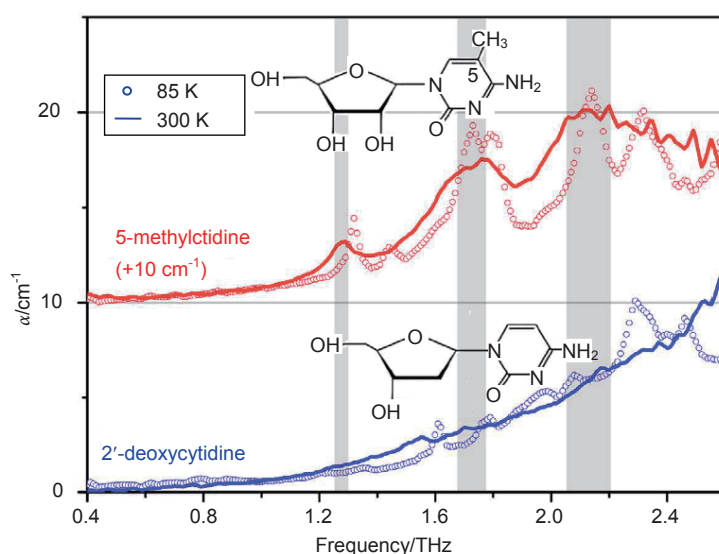 CH₃
5
OH
O
N
1
NH₂
N
O
OH OH
85 K
300 K
20
5-methylctidine
(+10 cm⁻¹)
10
α/cm⁻¹
O
OH
N
NH₂
O
N
OH
2′-deoxycytidine
0
0.4 0.8 1.2 1.6 2.0 2.4
Frequency/THz